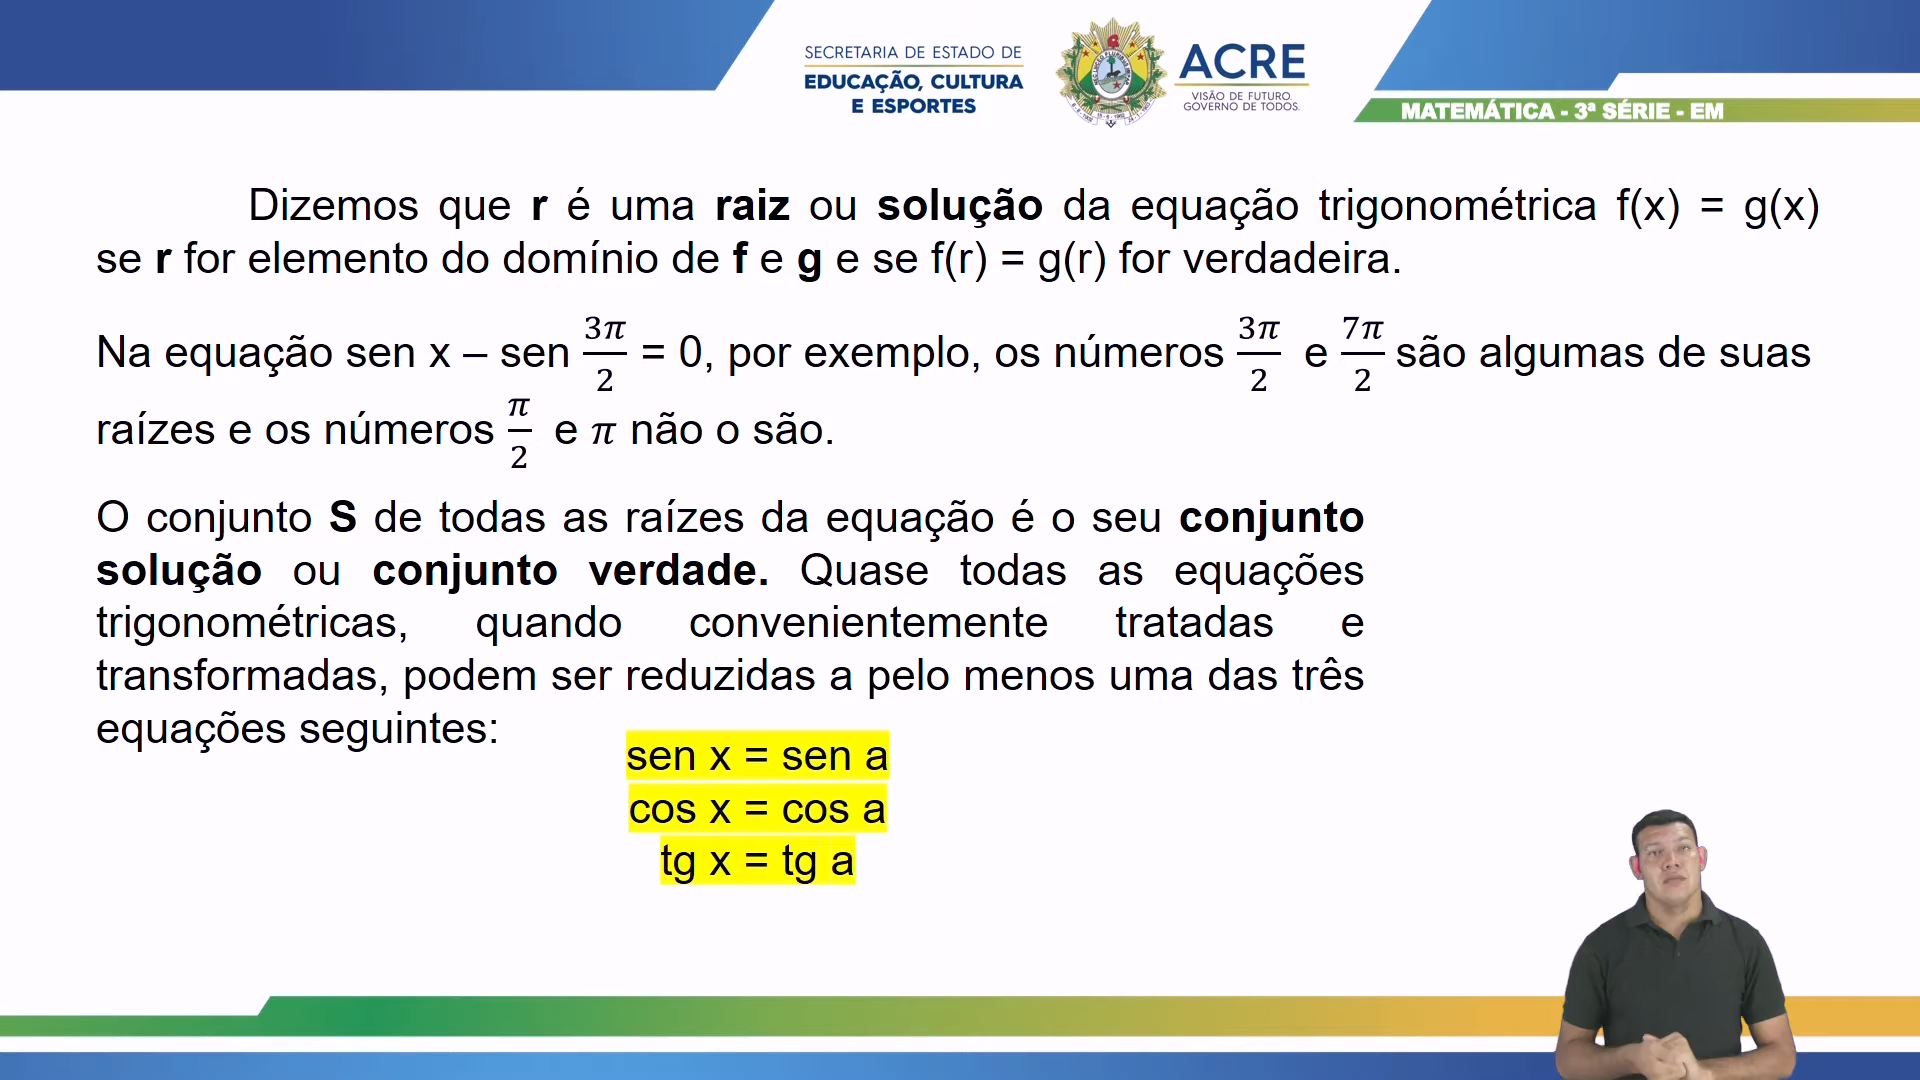 SECRETARIA DE ESTADO DE
EDUCAÇÃO, CULTURA
E ESPORTES
ACRE
VISÃO DE FUTURO.
GOVERNO DE TODOS.
MATEMÁTICA - 3ª SÉRIE - EM
Dizemos que r é uma raiz ou solução da equação trigonométrica f(x) = g(x)
se r for elemento do domínio de f e g e se f(r) = g(r) for verdadeira.
Na equação sen x – sen 3π/2 = 0, por exemplo, os números 3π/2 e 7π/2 são algumas de suas
raízes e os números π/2 e π não o são.
O conjunto S de todas as raízes da equação é o seu conjunto
solução ou conjunto verdade. Quase todas as equações
trigonométricas, quando convenientemente tratadas e
transformadas, podem ser reduzidas a pelo menos uma das três
equações seguintes:
sen x = sen a
cos x = cos a
tg x = tg a